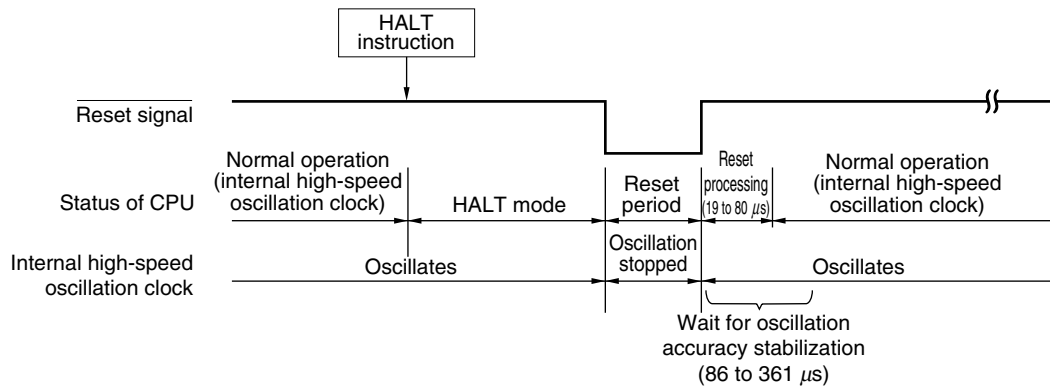 HALT
instruction
Reset signal
Normal operation
(internal high-speed
oscillation clock)
Reset
processing
(19 to 80 μs)
Normal operation
(internal high-speed
oscillation clock)
Status of CPU
HALT mode
Reset
period
Internal high-speed
oscillation clock
Oscillates
Oscillation
stopped
Oscillates
Wait for oscillation
accuracy stabilization
(86 to 361 μs)